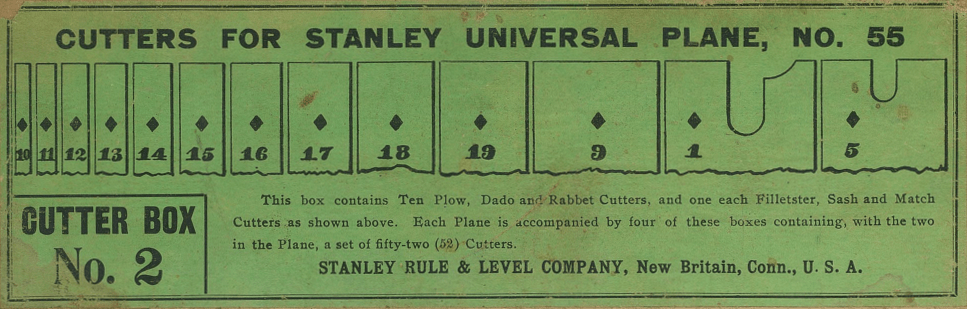 CUTTERS FOR STANLEY UNIVERSAL PLANE, NO. 55
10 11 12 13 14 15 16 17 18 19 9 1 5
CUTTER BOX
No. 2
This box contains Ten Plow, Dado and Rabbet Cutters, and one each Filletster, Sash and Match
Cutters as shown above. Each Plane is accompanied by four of these boxes containing, with the two
in the Plane, a set of fifty-two (52) Cutters.
STANLEY RULE & LEVEL COMPANY, New Britain, Conn., U. S. A.